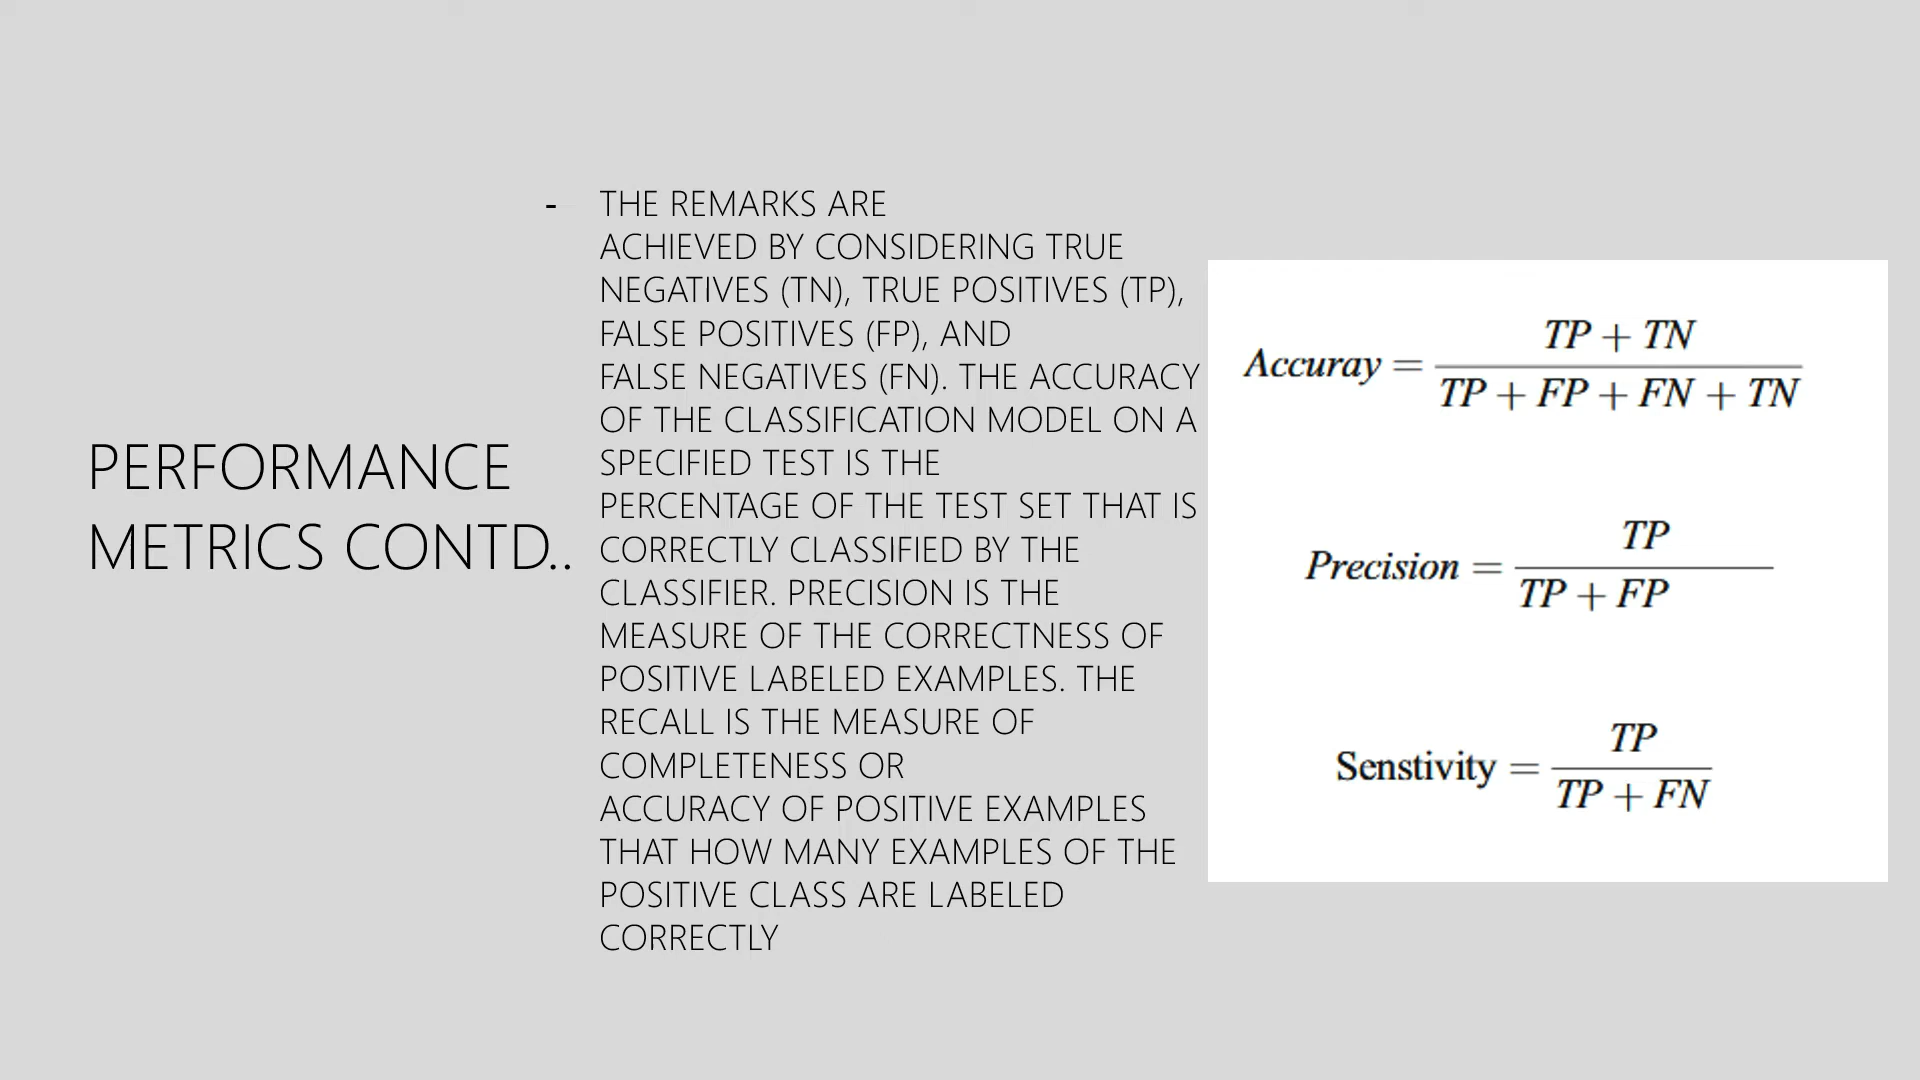 PERFORMANCE
METRICS CONTD..
- THE REMARKS ARE
ACHIEVED BY CONSIDERING TRUE
NEGATIVES (TN), TRUE POSITIVES (TP),
FALSE POSITIVES (FP), AND
FALSE NEGATIVES (FN). THE ACCURACY
OF THE CLASSIFICATION MODEL ON A
SPECIFIED TEST IS THE
PERCENTAGE OF THE TEST SET THAT IS
CORRECTLY CLASSIFIED BY THE
CLASSIFIER. PRECISION IS THE
MEASURE OF THE CORRECTNESS OF
POSITIVE LABELED EXAMPLES. THE
RECALL IS THE MEASURE OF
COMPLETENESS OR
ACCURACY OF POSITIVE EXAMPLES
THAT HOW MANY EXAMPLES OF THE
POSITIVE CLASS ARE LABELED
CORRECTLY
TP + TN
Accuray =
TP + FP + FN + TN
TP
Precision =
TP + FP
TP
Senstivity =
TP + FN